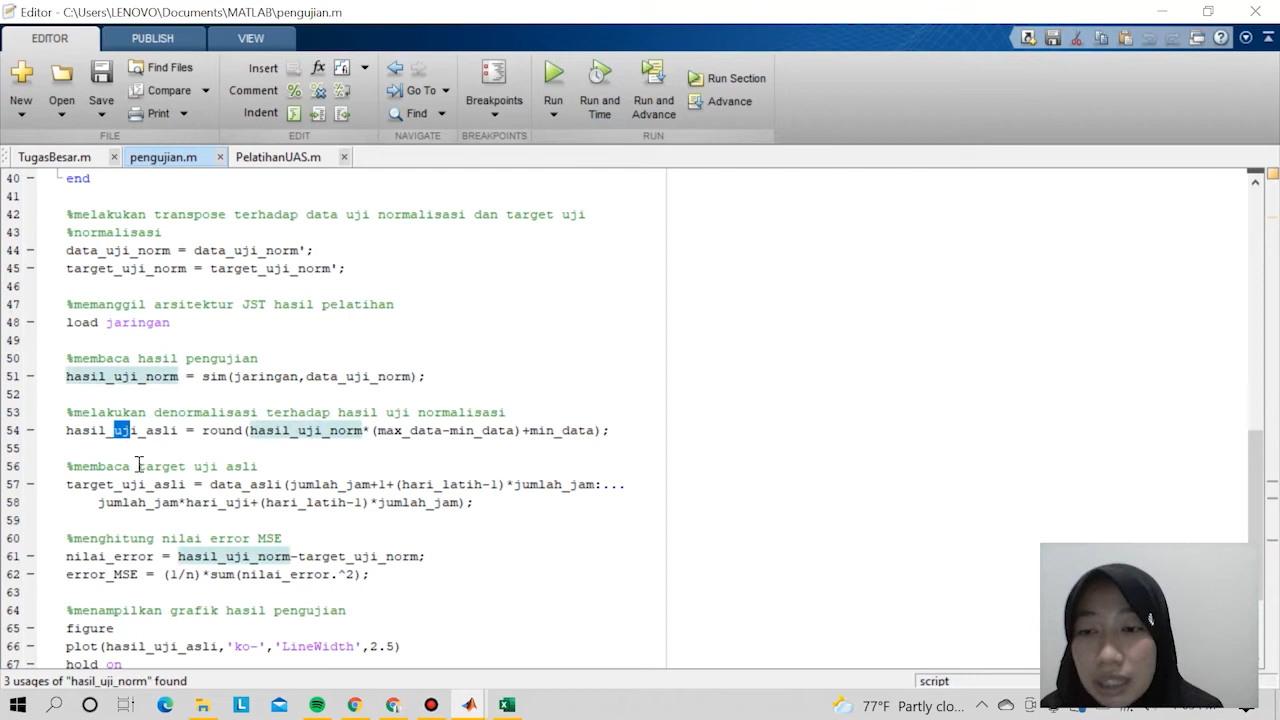 Editor - C:\Users\LENOVO\Documents\MATLAB\pengujian.m
EDITOR PUBLISH VIEW
New Open Save Find Files Compare Print
Insert Comment Indent
Go To Find
Breakpoints
Run Run and Time Run and Advance Run Section Advance
FILE EDIT NAVIGATE BREAKPOINTS RUN
TugasBesar.m pengujian.m PelatihanUAS.m
40 end
41
42 %melakukan transpose terhadap data uji normalisasi dan target uji
43 %normalisasi
44 data_uji_norm = data_uji_norm';
45 target_uji_norm = target_uji_norm';
46
47 %memanggil arsitektur JST hasil pelatihan
48 load jaringan
49
50 %membaca hasil pengujian
51 hasil_uji_norm = sim(jaringan,data_uji_norm);
52
53 %melakukan denormalisasi terhadap hasil uji normalisasi
54 hasil_uji_asli = round(hasil_uji_norm*(max_data-min_data)+min_data);
55
56 %membaca target uji asli
57 target_uji_asli = data_asli(jumlah_jam+1+(hari_latih-1)*jumlah_jam:...
58 jumlah_jam*hari_uji+(hari_latih-1)*jumlah_jam);
59
60 %menghitung nilai error MSE
61 nilai_error = hasil_uji_norm-target_uji_norm;
62 error_MSE = (1/n)*sum(nilai_error.^2);
63
64 %menampilkan grafik hasil pengujian
65 figure
66 plot(hasil_uji_asli,'ko-','LineWidth',2.5)
67 hold on
3 usages of "hasil_uji_norm" found
script
77°F Partly clo...